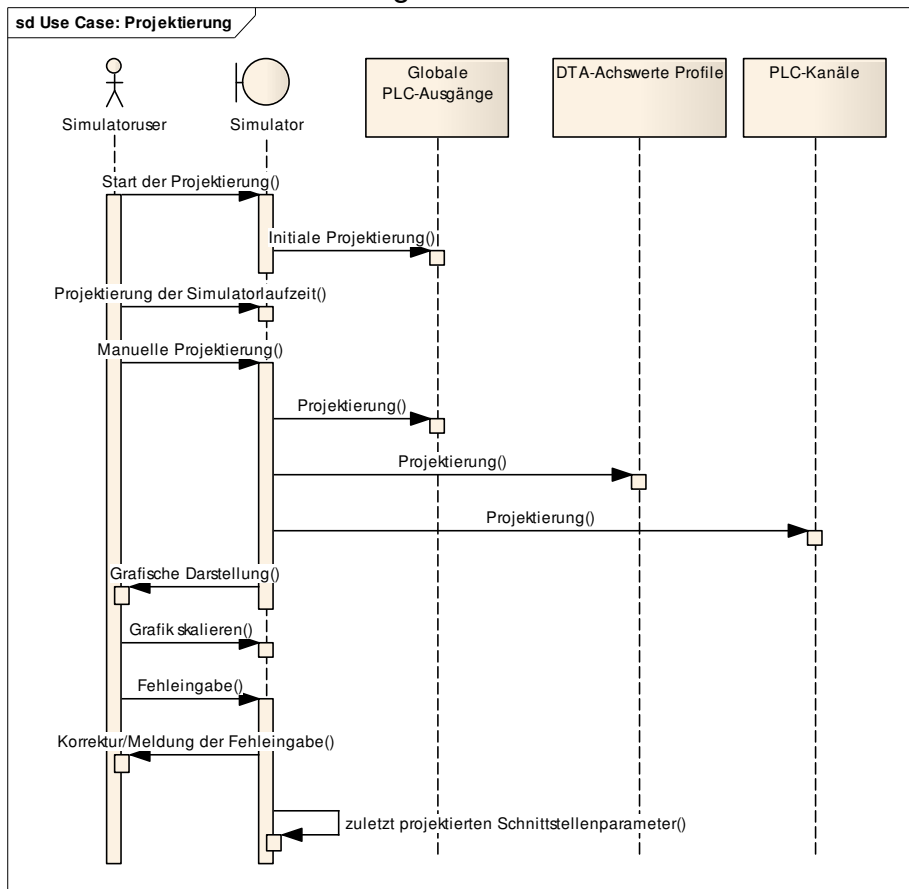 sd Use Case: Projektierung
Simulatoruser
Simulator
Globale
PLC-Ausgänge
DTA-Achswerte Profile
PLC-Kanäle
Start der Projektierung()
Initiale Projektierung()
Projektierung der Simulatorlaufzeit()
Manuelle Projektierung()
Projektierung()
Projektierung()
Projektierung()
Grafische Darstellung()
Grafik skalieren()
Fehleingabe()
Korrektur/Meldung der Fehleingabe()
zuletzt projektierten Schnittstellenparameter()